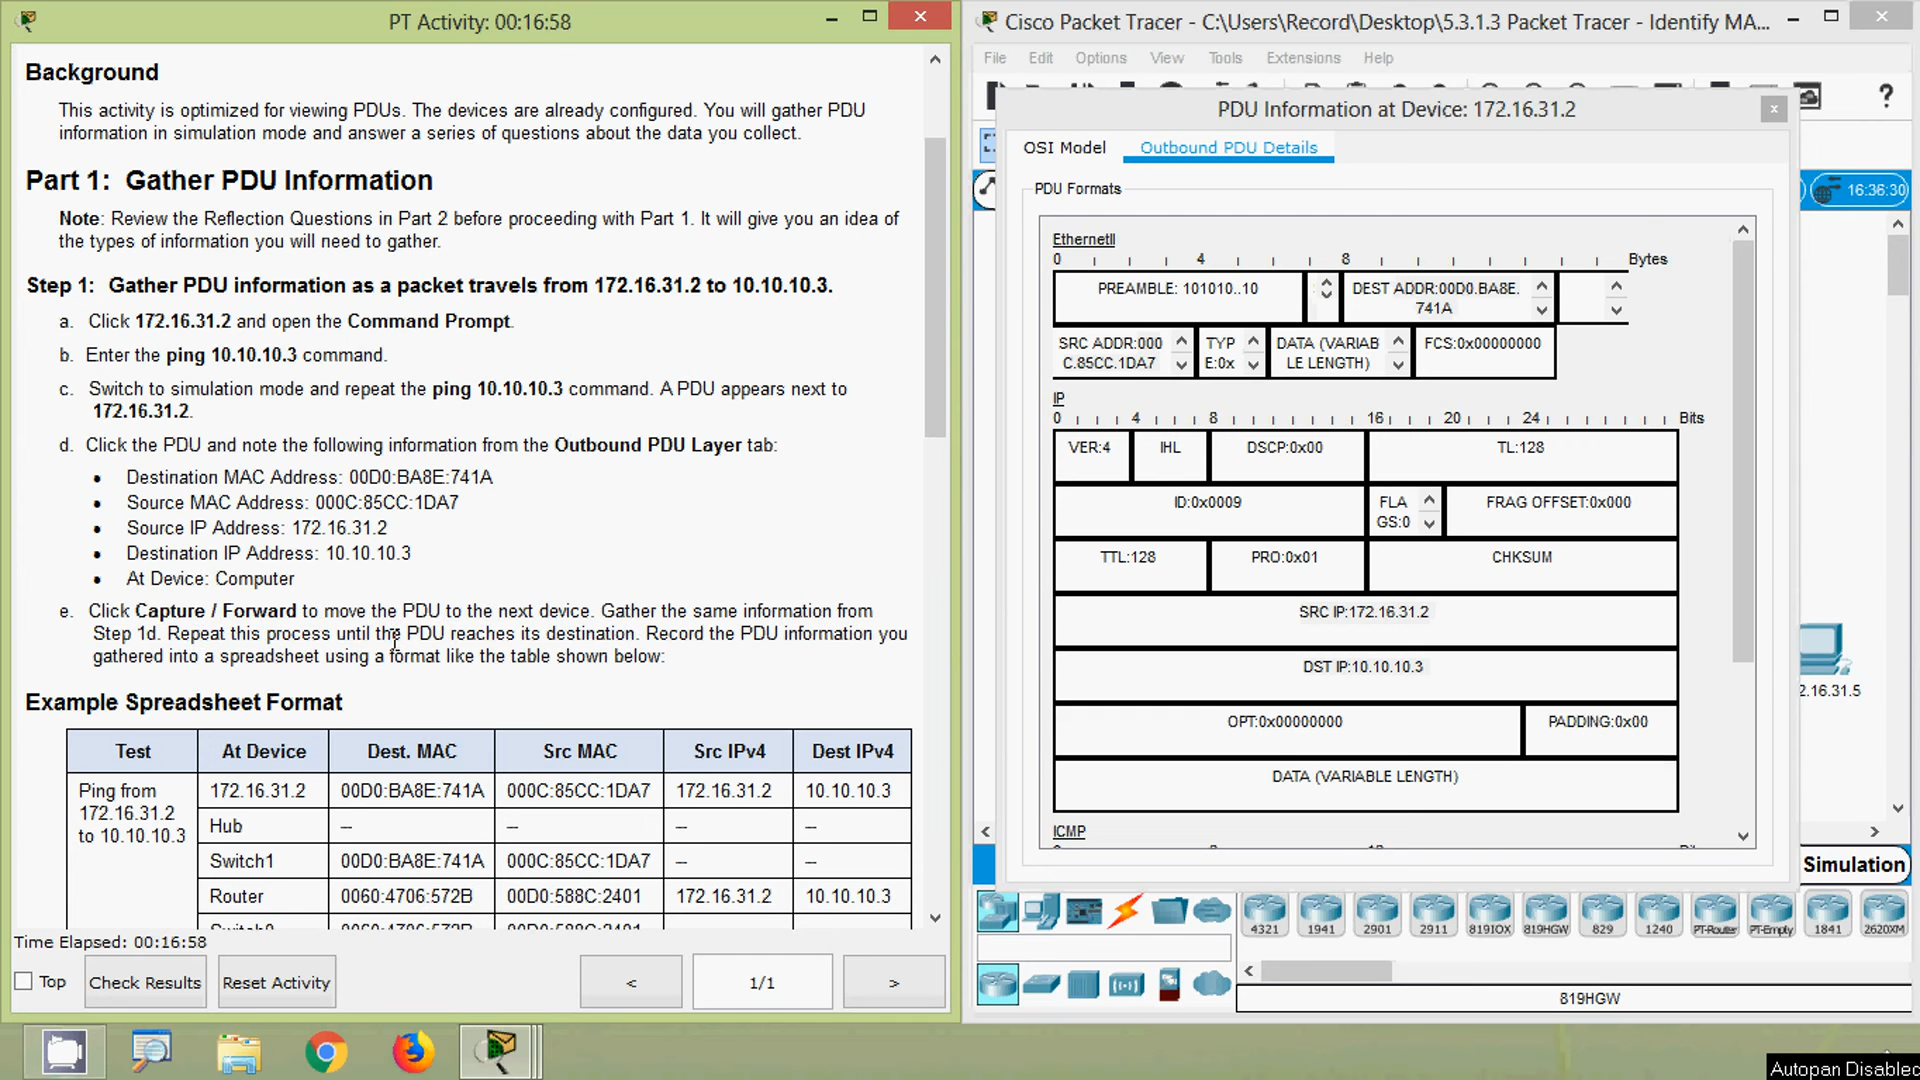 PT Activity: 00:16:58
Background
This activity is optimized for viewing PDUs. The devices are already configured. You will gather PDU
information in simulation mode and answer a series of questions about the data you collect.
Part 1: Gather PDU Information
Note: Review the Reflection Questions in Part 2 before proceeding with Part 1. It will give you an idea of
the types of information you will need to gather.
Step 1: Gather PDU information as a packet travels from 172.16.31.2 to 10.10.10.3.
a. Click 172.16.31.2 and open the Command Prompt.
b. Enter the ping 10.10.10.3 command.
c. Switch to simulation mode and repeat the ping 10.10.10.3 command. A PDU appears next to
172.16.31.2.
d. Click the PDU and note the following information from the Outbound PDU Layer tab:
• Destination MAC Address: 00D0:BA8E:741A
• Source MAC Address: 000C:85CC:1DA7
• Source IP Address: 172.16.31.2
• Destination IP Address: 10.10.10.3
• At Device: Computer
e. Click Capture / Forward to move the PDU to the next device. Gather the same information from
Step 1d. Repeat this process until the PDU reaches its destination. Record the PDU information you
gathered into a spreadsheet using a format like the table shown below:
Example Spreadsheet Format
Test At Device Dest. MAC Src MAC Src IPv4 Dest IPv4
Ping from 172.16.31.2 to 10.10.10.3
172.16.31.2 00D0:BA8E:741A 000C:85CC:1DA7 172.16.31.2 10.10.10.3
Hub -- -- -- --
Switch1 00D0:BA8E:741A 000C:85CC:1DA7 -- --
Router 0060:4706:572B 00D0:588C:2401 172.16.31.2 10.10.10.3
Time Elapsed: 00:16:58
Top Check Results Reset Activity < 1/1 >
Cisco Packet Tracer - C:\Users\Record\Desktop\5.3.1.3 Packet Tracer - Identify MA...
File Edit Options View Tools Extensions Help
?
PDU Information at Device: 172.16.31.2
x
OSI Model Outbound PDU Details
16:36:30
PDU Formats
EthernetII
0 4 8 Bytes
PREAMBLE: 101010..10
DEST ADDR:00D0.BA8E.
741A
SRC ADDR:000
C.85CC.1DA7
TYP
E:0x
DATA (VARIAB
LE LENGTH)
FCS:0x00000000
IP
0 4 8 16 20 24 Bits
VER:4 IHL DSCP:0x00 TL:128
ID:0x0009 FLA
GS:0 FRAG OFFSET:0x000
TTL:128 PRO:0x01 CHKSUM
SRC IP:172.16.31.2
DST IP:10.10.10.3
OPT:0x00000000 PADDING:0x00
DATA (VARIABLE LENGTH)
ICMP
2.16.31.5
Simulation
4321 1941 2901 2911 819IOX 819HGW 829 1240 PT-Router PT-Empty 1841 2620XM
819HGW
Autopan Disabled